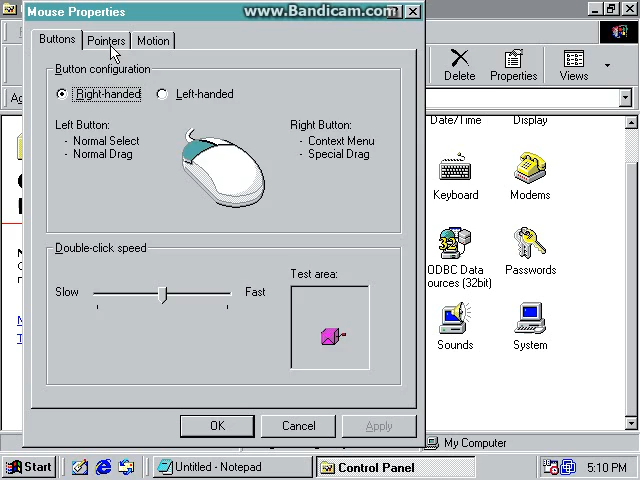 Mouse Properties
www.Bandicam.com
Buttons
Pointers
Motion
Button configuration
Right-handed
Left-handed
Left Button:
- Normal Select
- Normal Drag
Right Button:
- Context Menu
- Special Drag
Double-click speed
Slow
Fast
Test area:
OK
Cancel
Apply
Delete
Properties
Views
Date/Time
Display
Keyboard
Modems
ODBC Data
ources (32bit)
Passwords
Sounds
System
My Computer
Start
Untitled - Notepad
Control Panel
5:10 PM